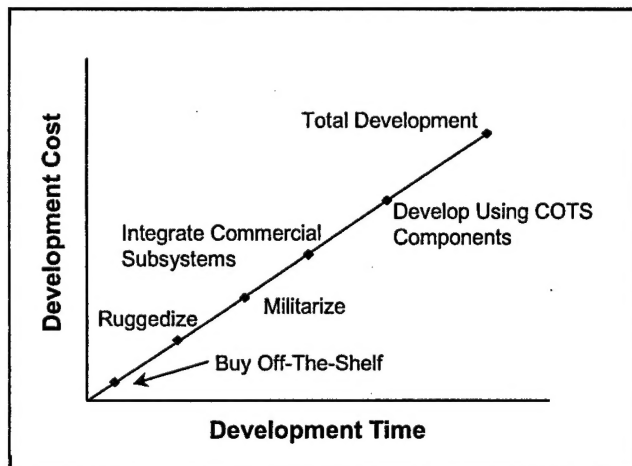 Development Cost
Total Development
Develop Using COTS
Components
Integrate Commercial
Subsystems
Militarize
Ruggedize
Buy Off-The-Shelf
Development Time